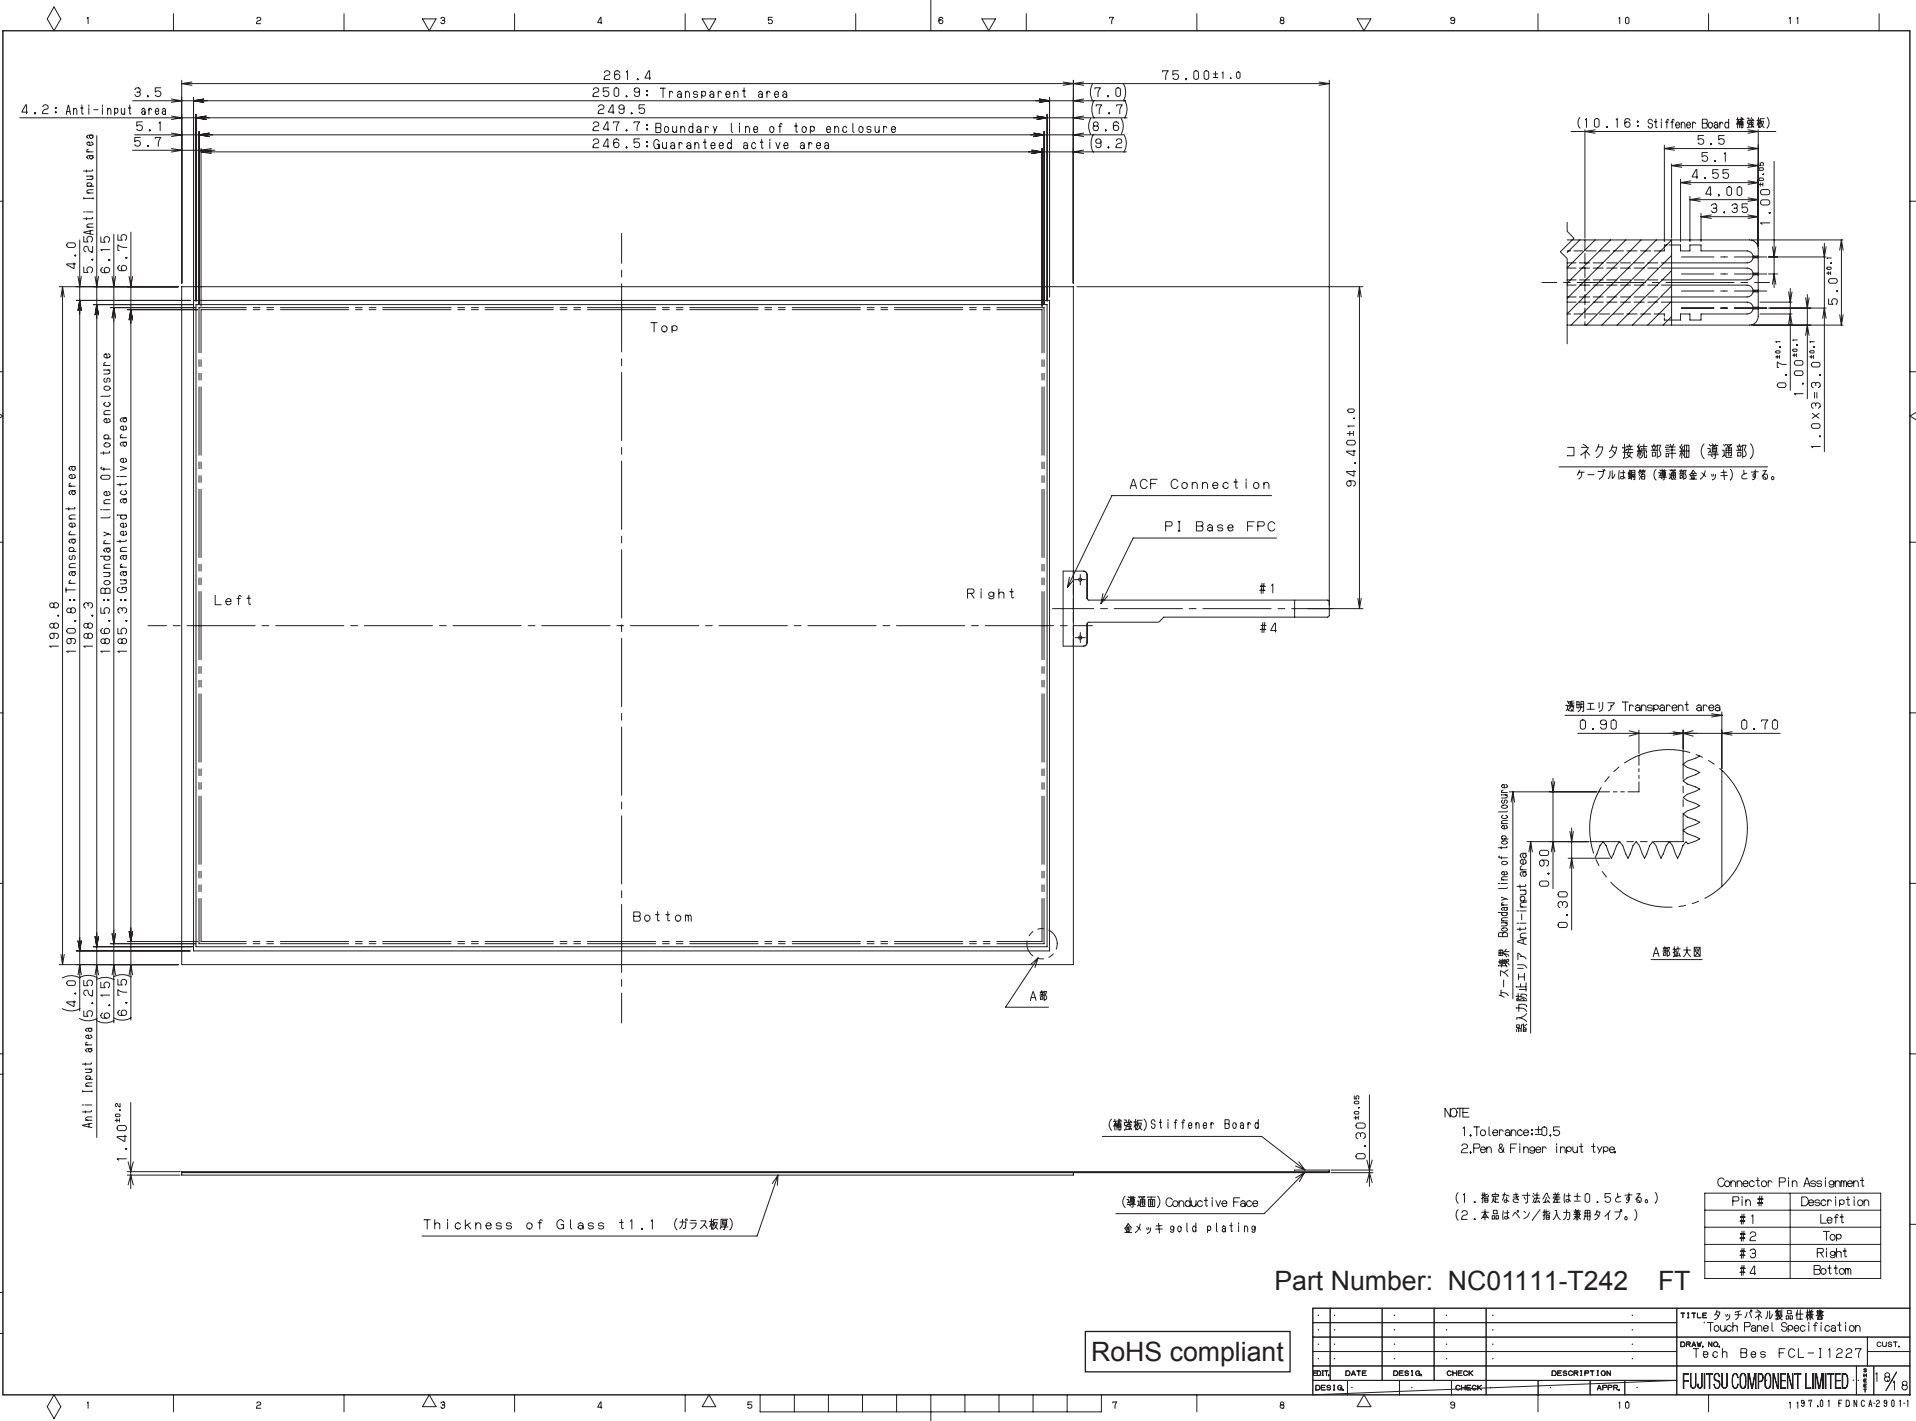 1 2 3 4 5 6 7 8 9 10 11
261.4
75.00±1.0
3.5
250.9: Transparent area
(7.0)
4.2: Anti-input area
249.5
(7.7)
5.1
247.7:Boundary line of top enclosure
(8.6)
5.7
246.5:Guaranteed active area
(9.2)
4.0
5.25Anti Input area
6.15
6.75
198.8
190.8:Transparent area
188.3
186.5:Boundary line Of top enclosure
185.3:Guaranteed active area
(4.0)
Anti Input area(5.25)
(6.15)
(6.75)
Top
Left
Right
Bottom
A部
ACF Connection
PI Base FPC
#1
#4
94.40±1.0
(10.16: Stiffener Board 補強板)
5.5
5.1
4.55
4.00
3.35
1.00±0.05
5.0±0.1
0.7±0.1
1.00±0.1
1.0X3=3.0±0.1
コネクタ接続部詳細 (導通部)
ケーブルは銅箔 (導通部金メッキ) とする。
透明エリア Transparent area
0.90
0.70
ケース境界 Boundary line of top enclosure
誤入力防止エリア Anti-input area
0.90
0.30
A部拡大図
1.40±0.2
Thickness of Glass t1.1 (ガラス板厚)
(補強板)Stiffener Board
(導通面) Conductive Face
金メッキ gold plating
0.30±0.05
NOTE
1.Tolerance:±0.5
2.Pen & Finger input type.
(1.指定なき寸法公差は±0.5とする。)
(2.本品はペン/指入力兼用タイプ。)
Connector Pin Assignment
Pin # Description
#1 Left
#2 Top
#3 Right
#4 Bottom
Part Number: NC01111-T242 FT
RoHS compliant
TITLE タッチパネル製品仕様書
Touch Panel Specification
DRAW. NO. CUST.
Tech Bes FCL-I1227
EDIT. DATE DESIG. CHECK DESCRIPTION
DESIG. CHECK APPR.
FUJITSU COMPONENT LIMITED SHEET 18/18
1 2 3 4 5 7 8 9 10
1197.01 FDNCA2901-1